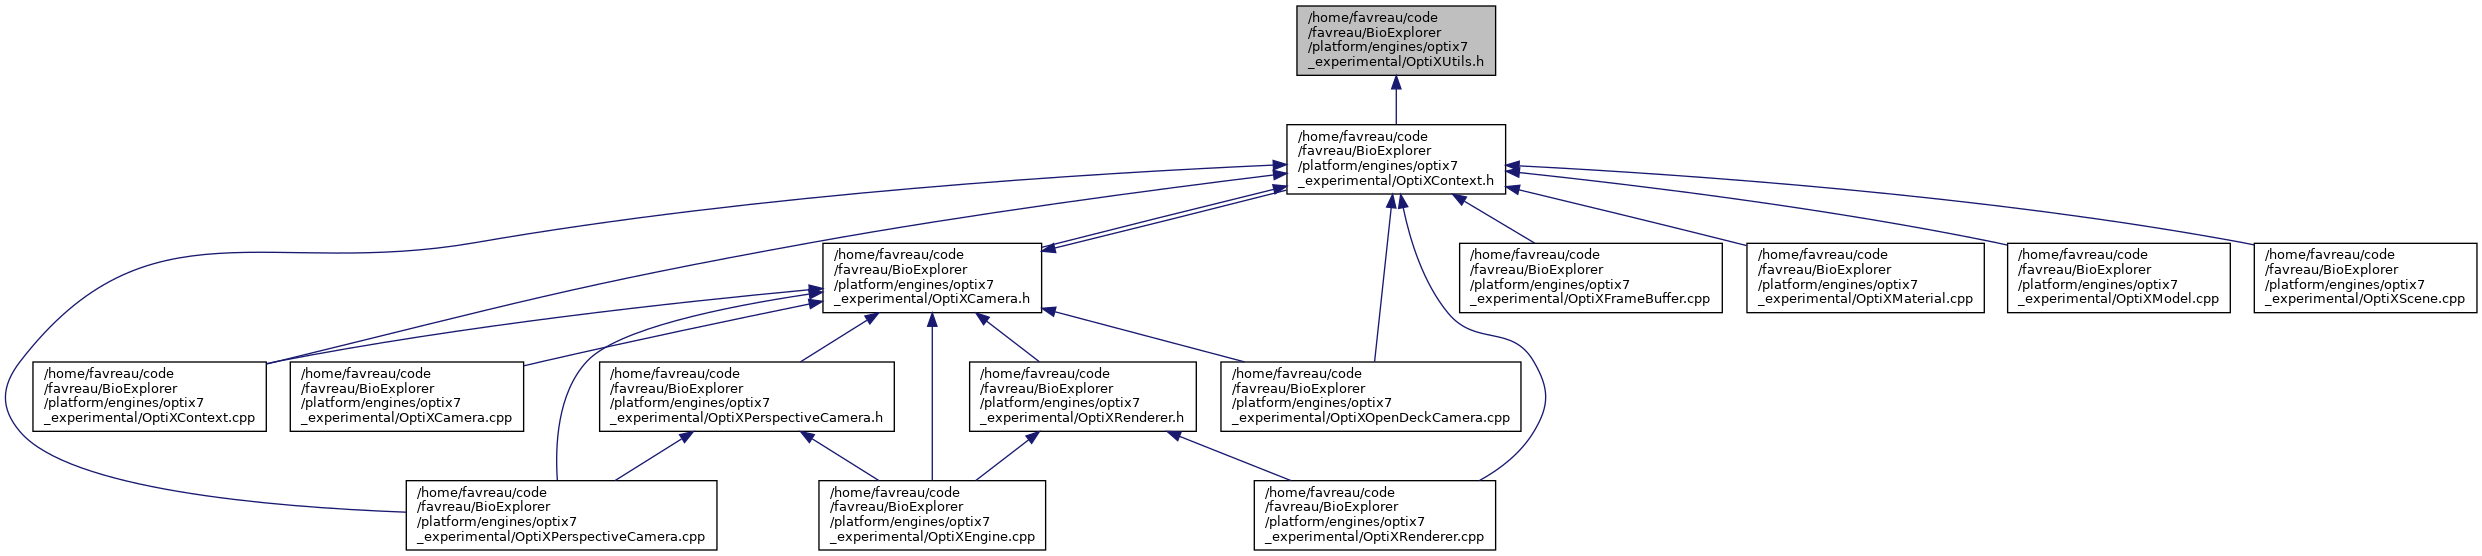 /home/favreau/code
/favreau/BioExplorer
/platform/engines/optix7
_experimental/OptiXUtils.h
/home/favreau/code
/favreau/BioExplorer
/platform/engines/optix7
_experimental/OptiXContext.h
/home/favreau/code
/favreau/BioExplorer
/platform/engines/optix7
_experimental/OptiXCamera.h
/home/favreau/code
/favreau/BioExplorer
/platform/engines/optix7
_experimental/OptiXFrameBuffer.cpp
/home/favreau/code
/favreau/BioExplorer
/platform/engines/optix7
_experimental/OptiXMaterial.cpp
/home/favreau/code
/favreau/BioExplorer
/platform/engines/optix7
_experimental/OptiXModel.cpp
/home/favreau/code
/favreau/BioExplorer
/platform/engines/optix7
_experimental/OptiXScene.cpp
/home/favreau/code
/favreau/BioExplorer
/platform/engines/optix7
_experimental/OptiXContext.cpp
/home/favreau/code
/favreau/BioExplorer
/platform/engines/optix7
_experimental/OptiXCamera.cpp
/home/favreau/code
/favreau/BioExplorer
/platform/engines/optix7
_experimental/OptiXPerspectiveCamera.h
/home/favreau/code
/favreau/BioExplorer
/platform/engines/optix7
_experimental/OptiXRenderer.h
/home/favreau/code
/favreau/BioExplorer
/platform/engines/optix7
_experimental/OptiXOpenDeckCamera.cpp
/home/favreau/code
/favreau/BioExplorer
/platform/engines/optix7
_experimental/OptiXPerspectiveCamera.cpp
/home/favreau/code
/favreau/BioExplorer
/platform/engines/optix7
_experimental/OptiXEngine.cpp
/home/favreau/code
/favreau/BioExplorer
/platform/engines/optix7
_experimental/OptiXRenderer.cpp